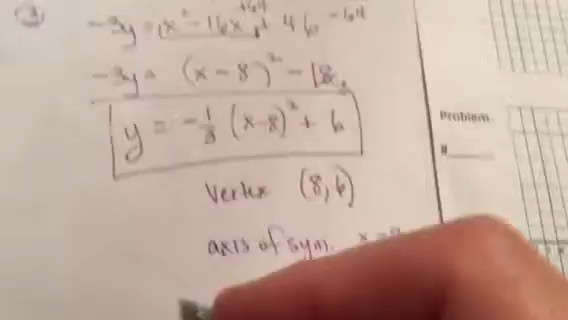 -3y = x² - 16x +64 + 46 -64
-3y = (x-8)² - 18
y = -1/3 (x-8)² + 6
Vertex (8,6)
axis of sym. x =
Problem
#